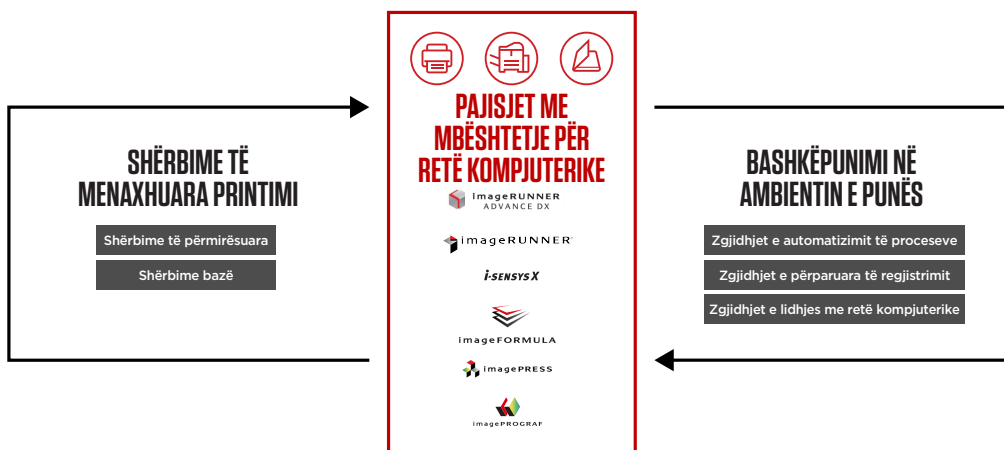 SHËRBIME TË
MENAXHUARA PRINTIMI
Shërbime të përmirësuara
Shërbime bazë
PAJISJET ME
MBËSHTETJE PËR
RETË KOMPJUTERIKE
imageRUNNER
ADVANCE DX
imageRUNNER
i-SENSYS X
imageFORMULA
imagePRESS
imagePROGRAF
BASHKËPUNIMI NË
AMBIENTIN E PUNËS
Zgjidhjet e automatizimit të proceseve
Zgjidhjet e përparuara të regjistrimit
Zgjidhjet e lidhjes me retë kompjuterike